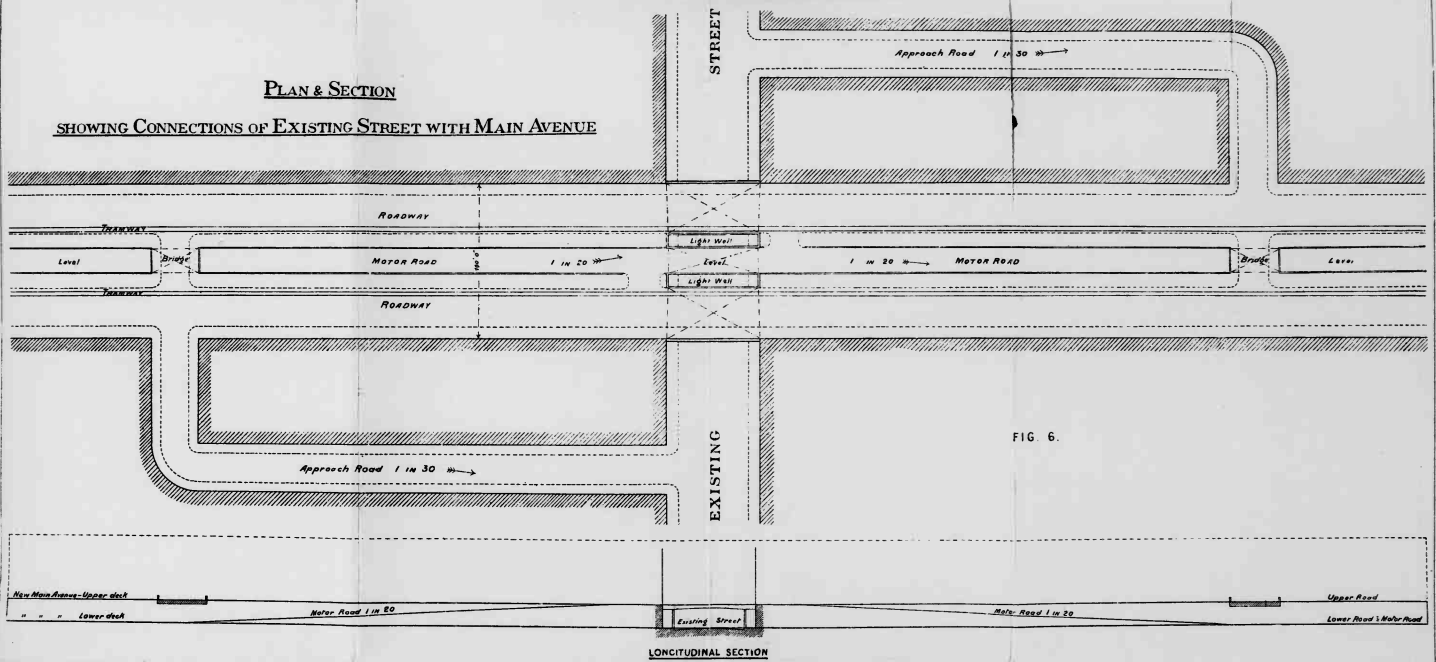 PLAN & SECTION
SHOWING CONNECTIONS OF EXISTING STREET WITH MAIN AVENUE
STREET
Approach Road 1 in 30
ROADWAY
TRAMWAY
Light Well
Level
Bridge
MOTOR ROAD
1 IN 20
Level
1 IN 20
MOTOR ROAD
Bridge
Level
Light Well
TRAMWAY
ROADWAY
Approach Road 1 IN 30
EXISTING
FIG. 6.
New Main Avenue-Upper deck
" " " Lower deck
Motor Road 1 IN 20
Existing Street
Motor Road 1 IN 20
Upper Road
Lower Road & Motor Road
LONGITUDINAL SECTION